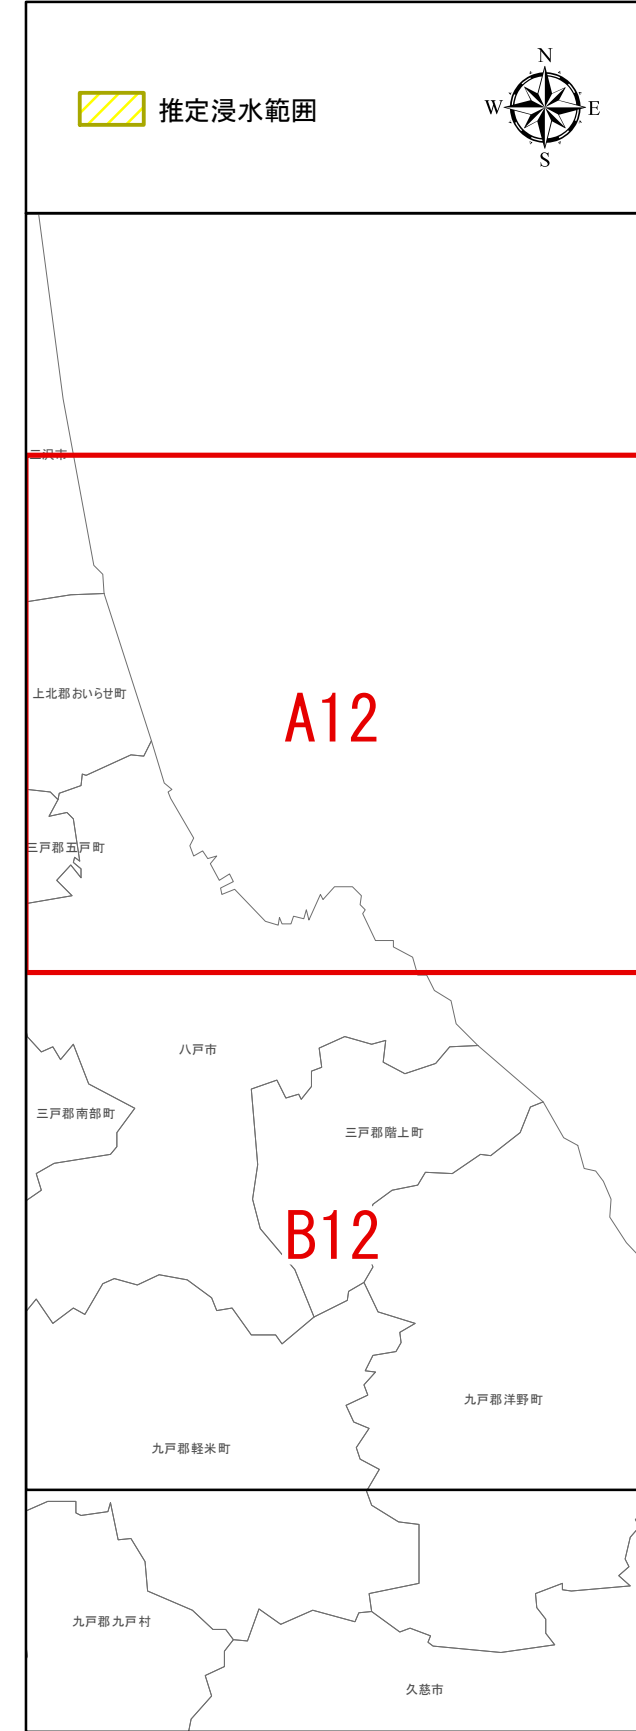 推定浸水範囲
N
W
E
S
三沢市
上北郡おいらせ町
A12
三戸郡五戸町
八戸市
三戸郡南部町
三戸郡階上町
B12
九戸郡洋野町
九戸郡軽米町
九戸郡九戸村
久慈市